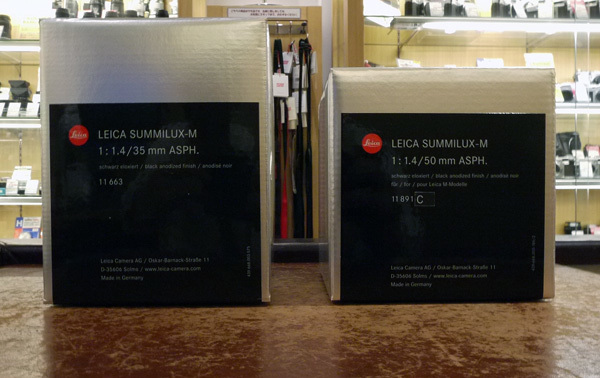 Leica
LEICA SUMMILUX-M
1:1.4/35 mm ASPH.
schwarz eloxiert / black anodized finish / anodisé noir
11 663
Leica Camera AG / Oskar-Barnack-Straße 11
D-35606 Solms / www.leica-camera.com
Made in Germany
Leica
LEICA SUMMILUX-M
1:1.4/50 mm ASPH.
schwarz eloxiert / black anodized finish / anodisé noir
für / for / pour Leica M-Modelle
11891 C
Leica Camera AG / Oskar-Barnack-Straße 11
D-35606 Solms / www.leica-camera.com
Made in Germany